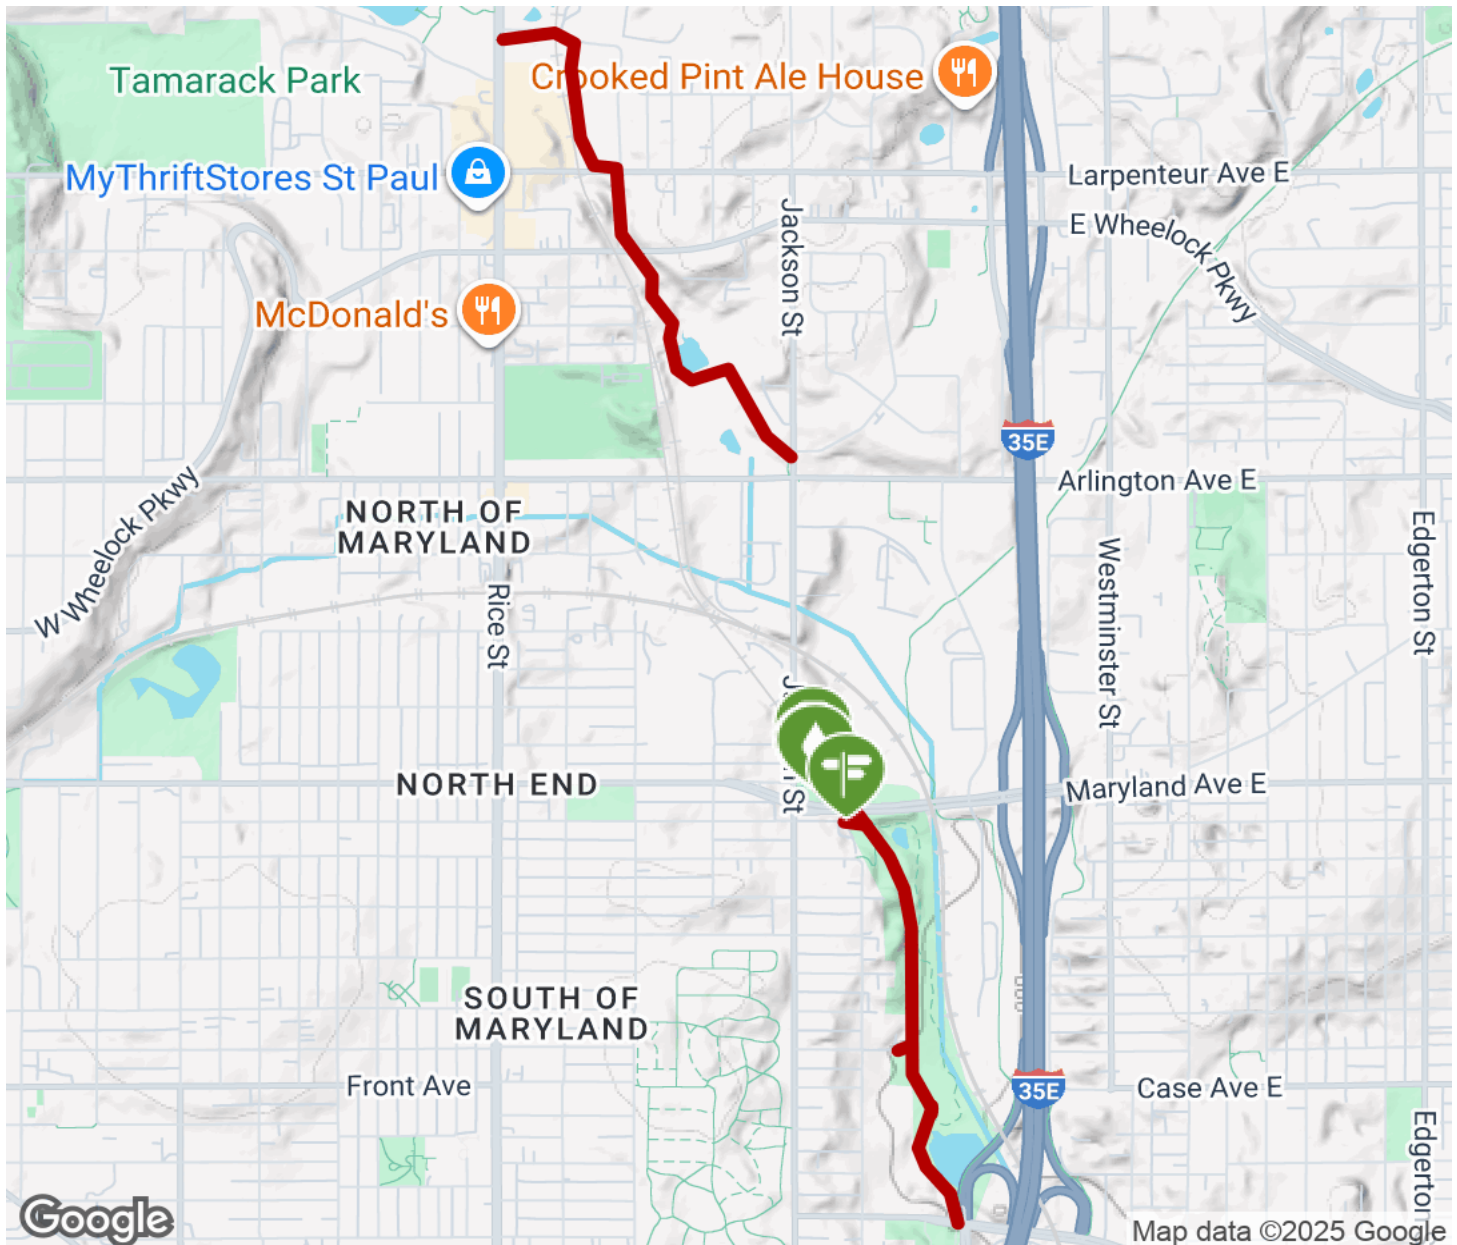 Tamarack Park
Crooked Pint Ale House
MyThriftStores St Paul
Larpenteur Ave E
E Wheelock Pkwy
Jackson St
McDonald's
35E
Arlington Ave E
W Wheelock Pkwy
NORTH OF
MARYLAND
Rice St
Westminster St
Edgerton St
NORTH END
St
Maryland Ave E
SOUTH OF
MARYLAND
Front Ave
35E
Case Ave E
Edgerton
Google
Map data ©2025 Google